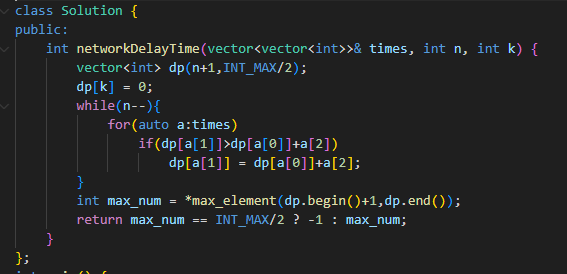 class Solution {
public:
    int networkDelayTime(vector<vector<int>>& times, int n, int k) {
        vector<int> dp(n+1,INT_MAX/2);
        dp[k] = 0;
        while(n--){
            for(auto a:times)
                if(dp[a[1]]>dp[a[0]]+a[2])
                    dp[a[1]] = dp[a[0]]+a[2];
        }
        int max_num = *max_element(dp.begin()+1,dp.end());
        return max_num == INT_MAX/2 ? -1 : max_num;
    }
};